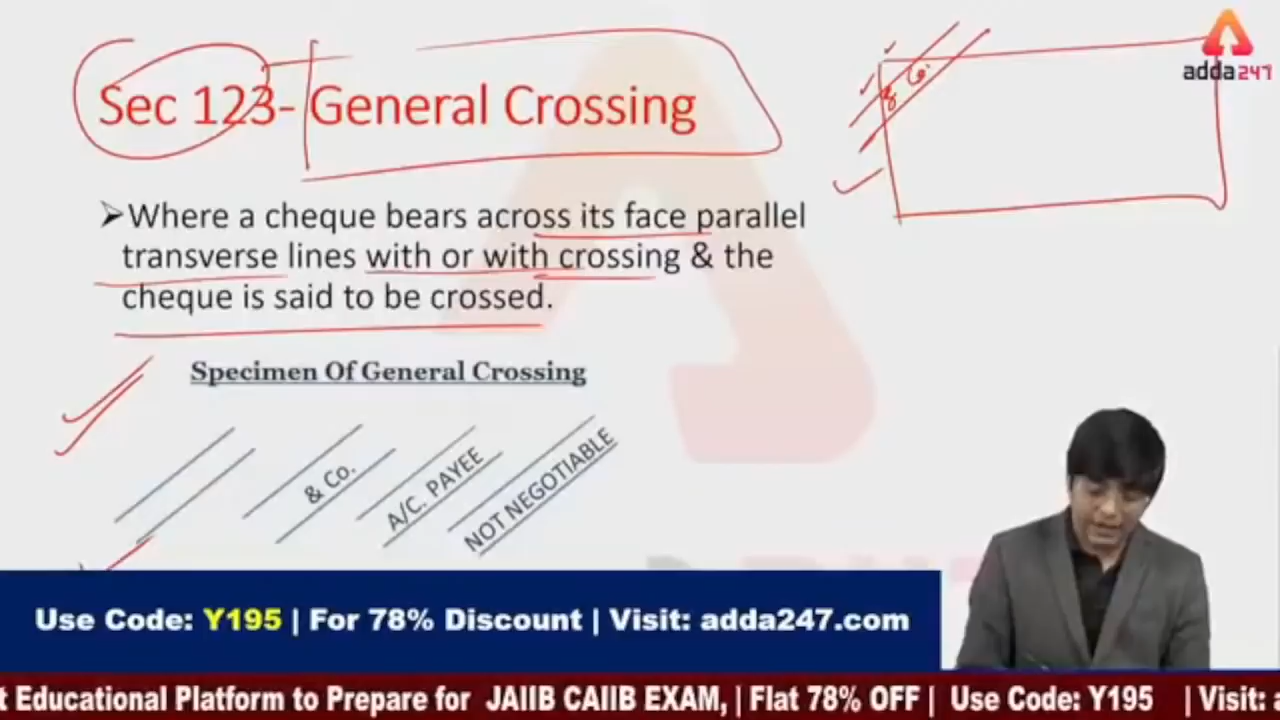 adda247
Sec 123- General Crossing
& Co.
➢Where a cheque bears across its face parallel
transverse lines with or with crossing & the
cheque is said to be crossed.
Specimen Of General Crossing
& Co.
A/C. PAYEE
NOT NEGOTIABLE
Use Code: Y195 | For 78% Discount | Visit: adda247.com
t Educational Platform to Prepare for JAIIB CAIIB EXAM, | Flat 78% OFF | Use Code: Y195 | Visit: